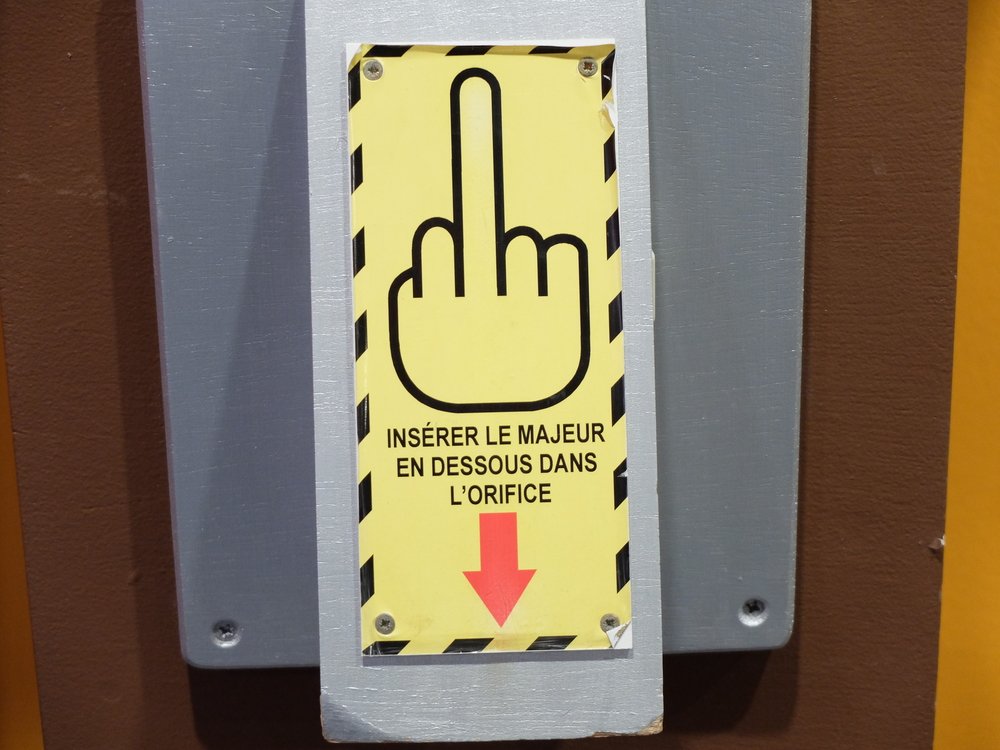 INSÉRER LE MAJEUR
EN DESSOUS DANS
L'ORIFICE